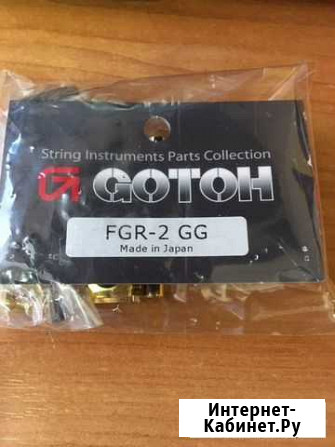 String Instruments Parts Collection
GOTOH
FGR-2 GG
Made in Japan
Интернет-
Кабинет.Ру